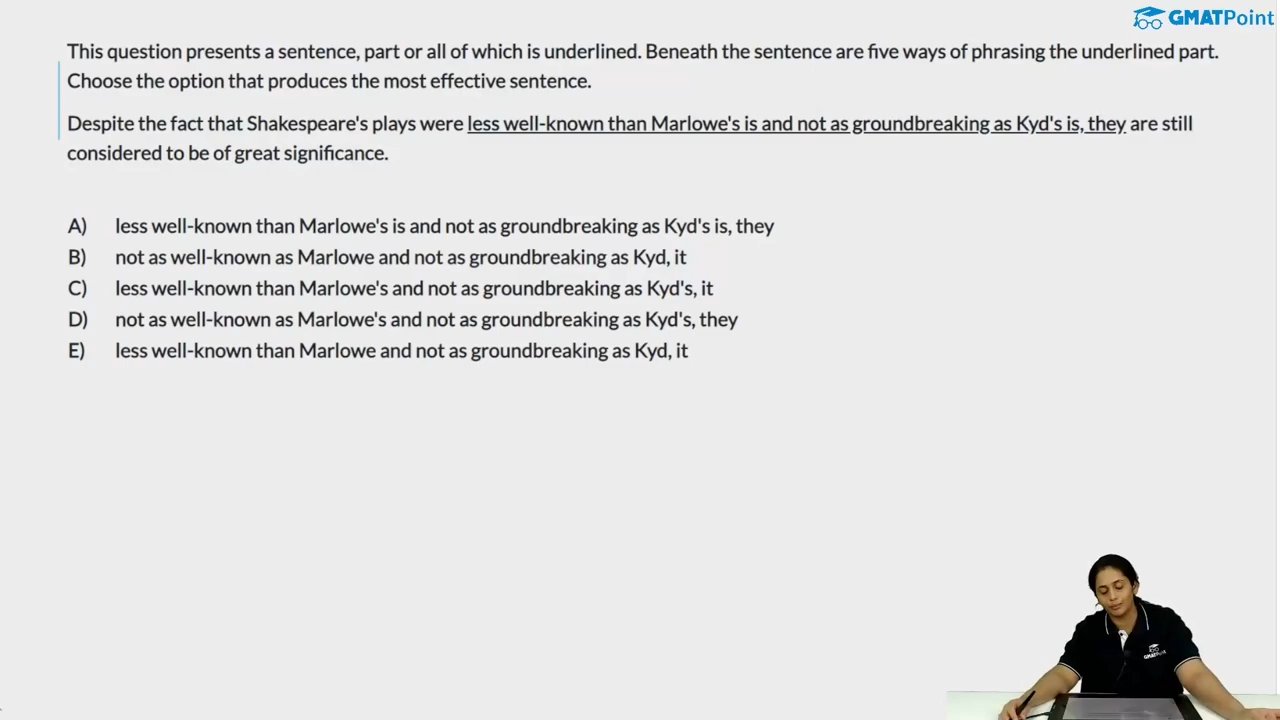 GMATPoint
This question presents a sentence, part or all of which is underlined. Beneath the sentence are five ways of phrasing the underlined part.
Choose the option that produces the most effective sentence.
Despite the fact that Shakespeare's plays were less well-known than Marlowe's is and not as groundbreaking as Kyd's is, they are still
considered to be of great significance.
A) less well-known than Marlowe's is and not as groundbreaking as Kyd's is, they
B) not as well-known as Marlowe and not as groundbreaking as Kyd, it
C) less well-known than Marlowe's and not as groundbreaking as Kyd's, it
D) not as well-known as Marlowe's and not as groundbreaking as Kyd's, they
E) less well-known than Marlowe and not as groundbreaking as Kyd, it
GMATPoint